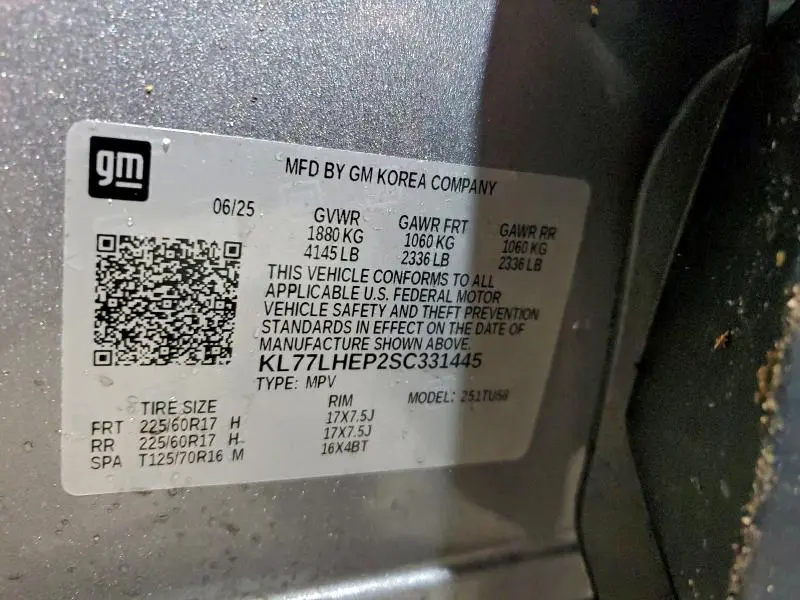 gm
MFD BY GM KOREA COMPANY
06/25 GVWR GAWR FRT GAWR RR
1880 KG 1060 KG 1060 KG
4145 LB 2336 LB 2336 LB
THIS VEHICLE CONFORMS TO ALL
APPLICABLE U.S. FEDERAL MOTOR
VEHICLE SAFETY AND THEFT PREVENTION
STANDARDS IN EFFECT ON THE DATE OF
MANUFACTURE SHOWN ABOVE.
KL77LHEP2SC331445
TYPE: MPV MODEL: 251TU58
TIRE SIZE RIM
FRT 225/60R17 H 17X7.5J
RR 225/60R17 H 17X7.5J
SPA T125/70R16 M 16X4BT